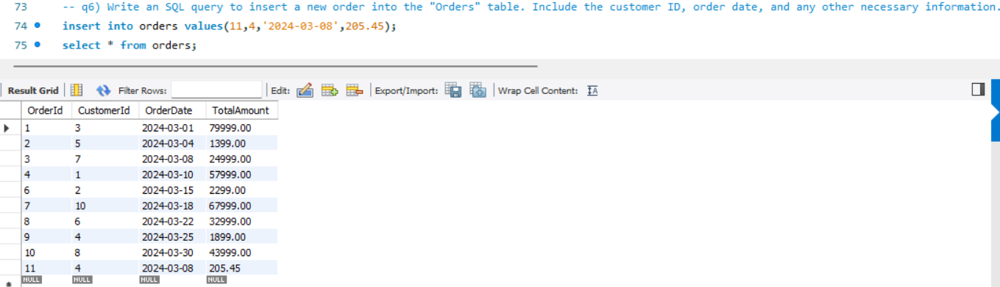 73 -- q6) Write an SQL query to insert a new order into the "Orders" table. Include the customer ID, order date, and any other necessary information.
74 insert into orders values(11,4,'2024-03-08',205.45);
75 select * from orders;
Result Grid Filter Rows: Edit: Export/Import: Wrap Cell Content: IA
OrderId CustomerId OrderDate TotalAmount
1 3 2024-03-01 79999.00
2 5 2024-03-04 1399.00
3 7 2024-03-08 24999.00
4 1 2024-03-10 57999.00
6 2 2024-03-15 2299.00
7 10 2024-03-18 67999.00
8 6 2024-03-22 32999.00
9 4 2024-03-25 1899.00
10 8 2024-03-30 43999.00
11 4 2024-03-08 205.45
NULL NULL NULL NULL